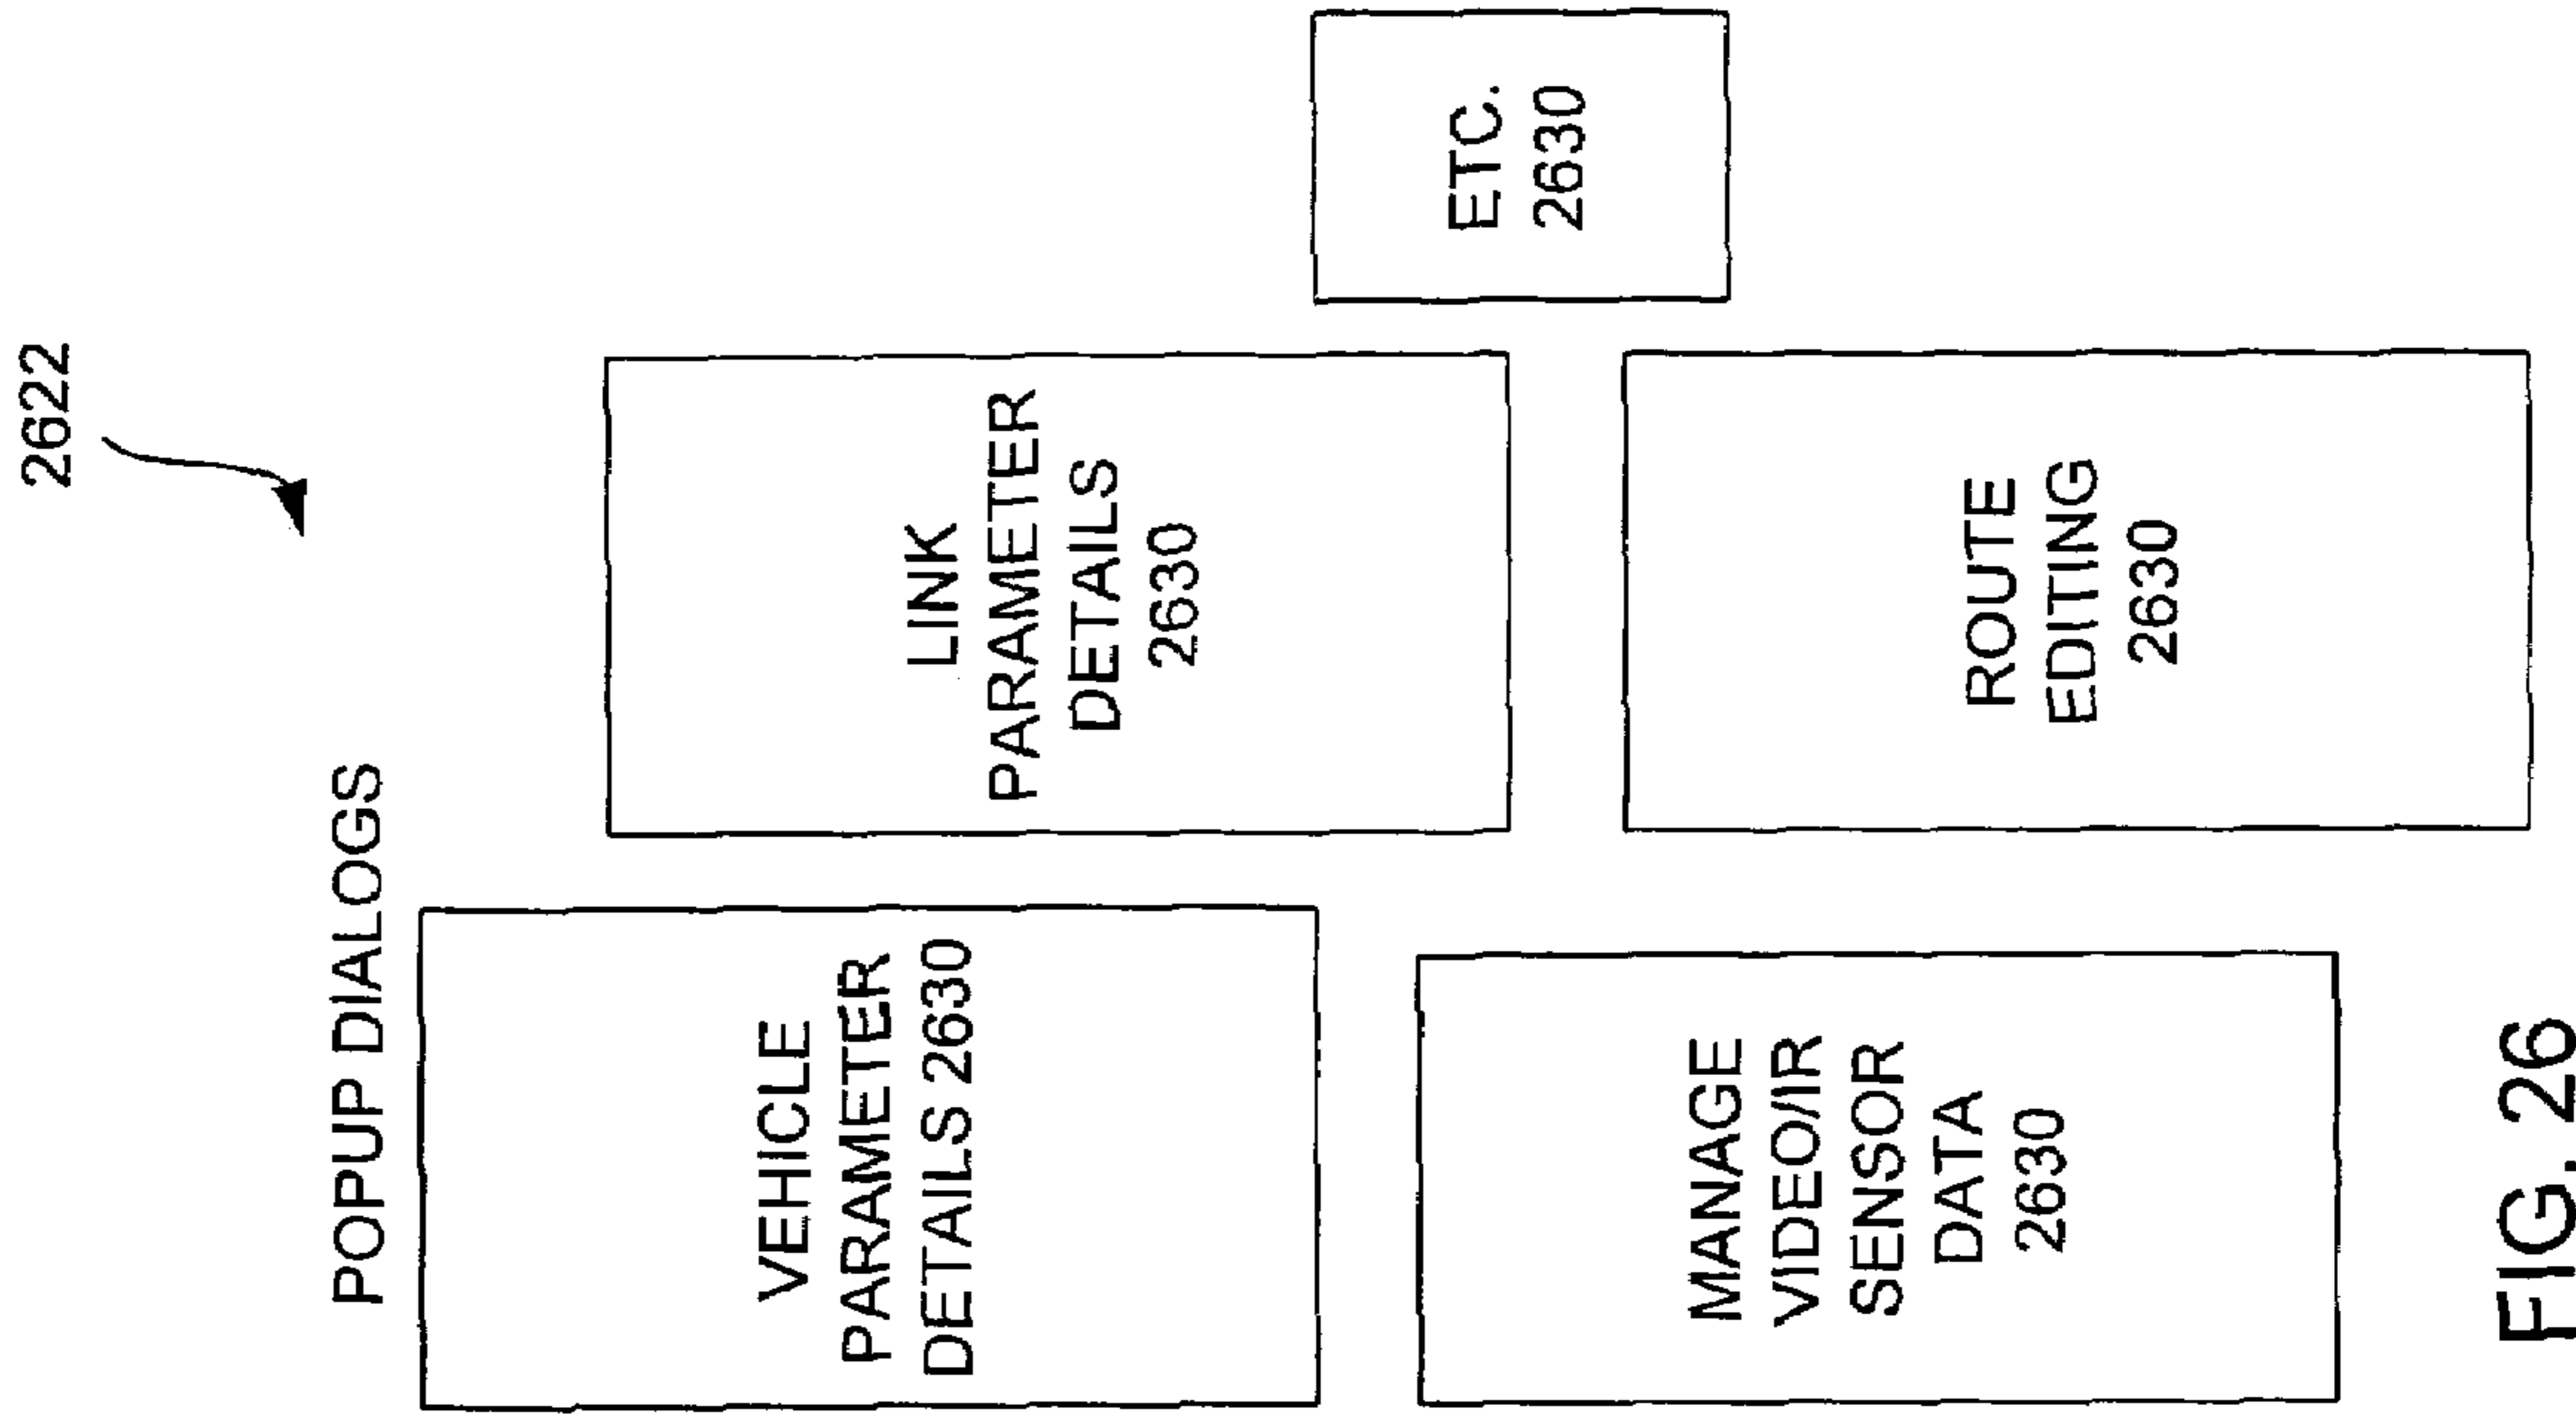 2622
POPUP DIALOGS
VEHICLE
PARAMETER
DETAILS 2630
LINK
PARAMETER
DETAILS
2630
ETC.
2630
MANAGE
VIDEO/IR
SENSOR
DATA
2630
ROUTE
EDITING
2630
FIG. 26